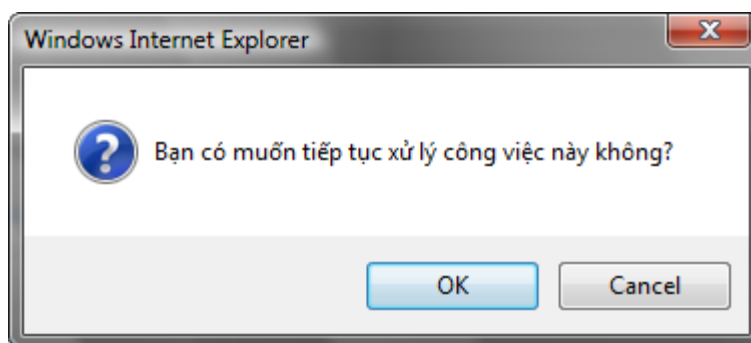 Windows Internet Explorer
Bạn có muốn tiếp tục xử lý công việc này không?
OK
Cancel